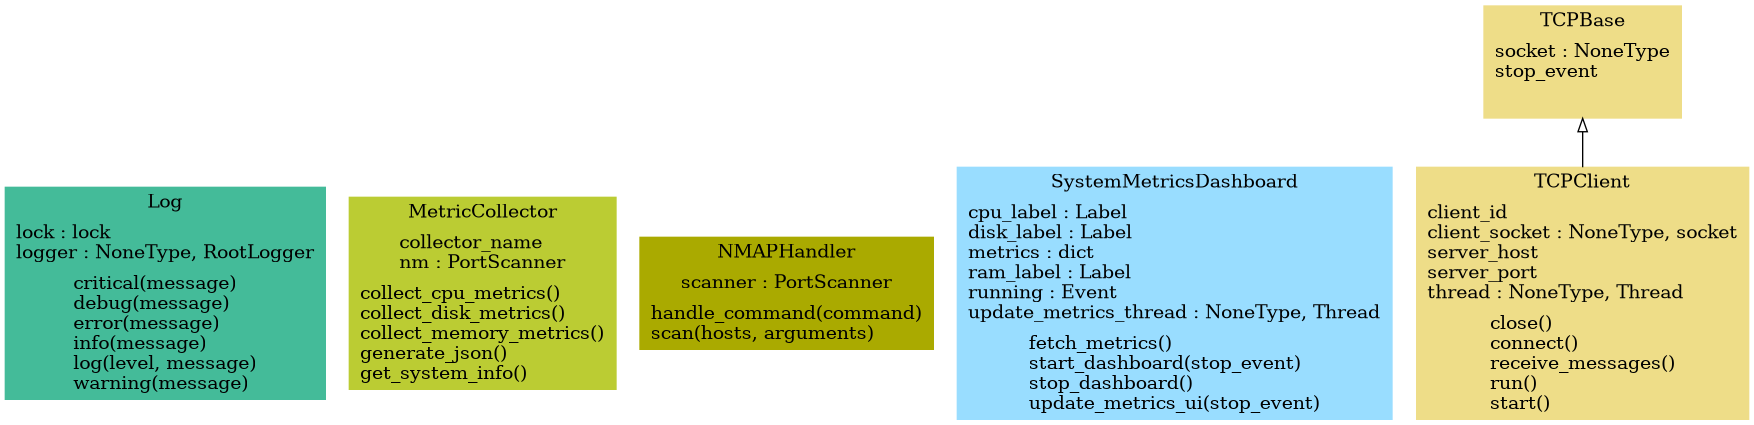 TCPBase
socket : NoneType
stop_event
Log
lock : lock
logger : NoneType, RootLogger
critical(message)
debug(message)
error(message)
info(message)
log(level, message)
warning(message)
MetricCollector
collector_name
nm : PortScanner
collect_cpu_metrics()
collect_disk_metrics()
collect_memory_metrics()
generate_json()
get_system_info()
NMAPHandler
scanner : PortScanner
handle_command(command)
scan(hosts, arguments)
SystemMetricsDashboard
cpu_label : Label
disk_label : Label
metrics : dict
ram_label : Label
running : Event
update_metrics_thread : NoneType, Thread
fetch_metrics()
start_dashboard(stop_event)
stop_dashboard()
update_metrics_ui(stop_event)
TCPClient
client_id
client_socket : NoneType, socket
server_host
server_port
thread : NoneType, Thread
close()
connect()
receive_messages()
run()
start()